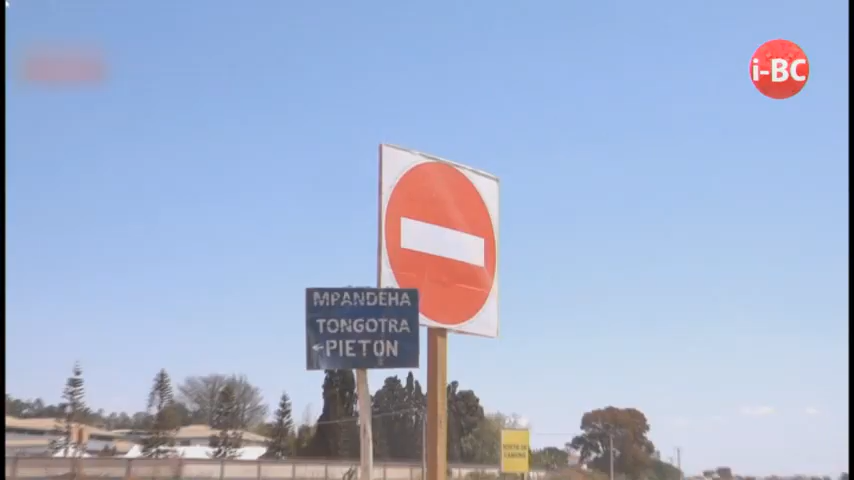 i-BC
MPANDEHA
TONGOTRA
←PIETON